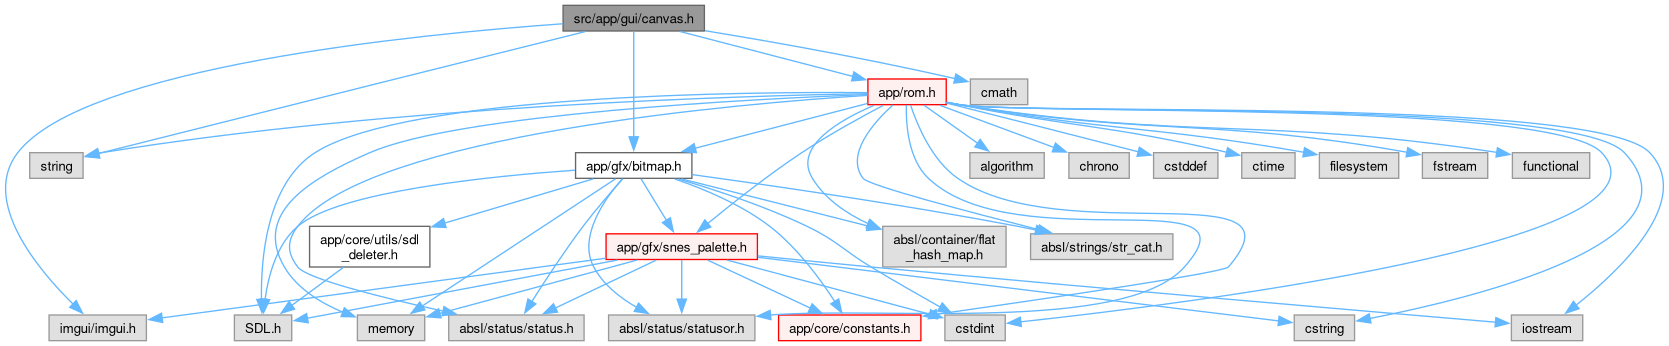 src/app/gui/canvas.h
app/rom.h
cmath
string
app/gfx/bitmap.h
algorithm
chrono
cstddef
ctime
filesystem
fstream
functional
app/core/utils/sdl
_deleter.h
app/gfx/snes_palette.h
absl/container/flat
_hash_map.h
absl/strings/str_cat.h
imgui/imgui.h
SDL.h
memory
absl/status/status.h
absl/status/statusor.h
app/core/constants.h
cstdint
cstring
iostream